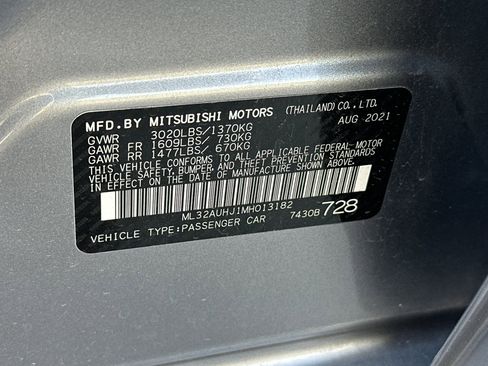 MFD.BY MITSUBISHI MOTORS (THAILAND) CO.,LTD.
GVWR 3020LBS/1370KG AUG 2021
GAWR FR 1609LBS/ 730KG
GAWR RR 1477LBS/ 670KG
THIS VEHICLE CONFORMS TO ALL APPLICABLE FEDERAL MOTOR
VEHICLE SAFETY, BUMPER AND THEFT PREVENTION STANDARDS
IN EFFECT ON THE DATE OF MANUFACTURE SHOWN ABOVE.
ML32AUHJ1MH013182
VEHICLE TYPE:PASSENGER CAR 7430B 728